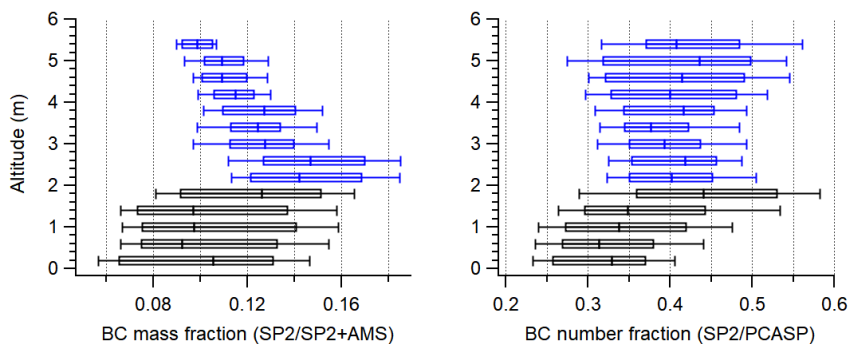 6
5
4
3
2
1
0
Altitude (m)
0.08 0.12 0.16
BC mass fraction (SP2/SP2+AMS)
6
5
4
3
2
1
0
0.2 0.3 0.4 0.5 0.6
BC number fraction (SP2/PCASP)